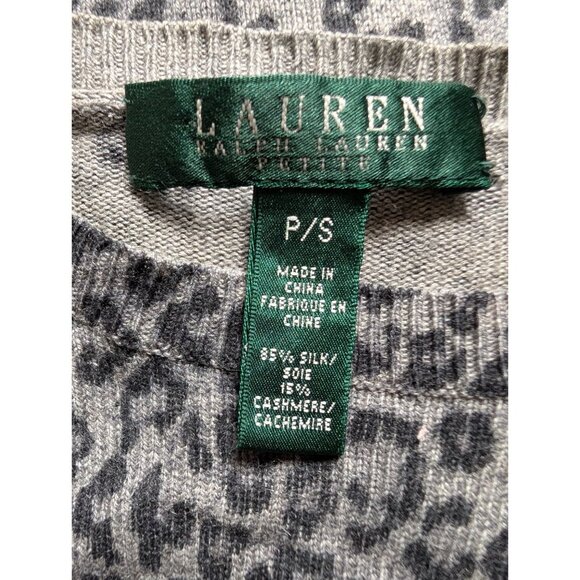 LAUREN
RALPH LAUREN
PETITE
P/S
MADE IN
CHINA
FABRIQUE EN
CHINE
85% SILK/
SOIE
15%
CASHMERE/
CACHEMIRE